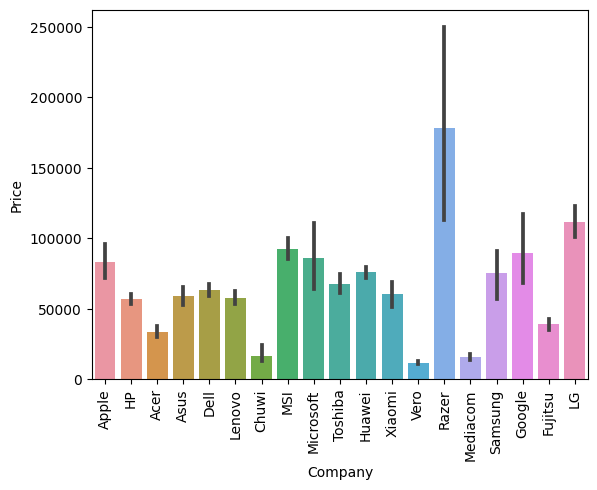 250000
200000
150000
100000
50000
0
Price
Apple
HP
Acer
Asus
Dell
Lenovo
Chuwi
MSI
Microsoft
Toshiba
Huawei
Xiaomi
Vero
Razer
Mediacom
Samsung
Google
Fujitsu
LG
Company